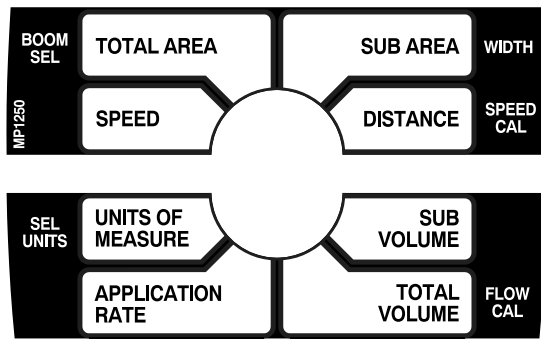 BOOM
SEL
TOTAL AREA
SUB AREA
WIDTH
MP1250
SPEED
DISTANCE
SPEED
CAL
SEL
UNITS
UNITS OF
MEASURE
SUB
VOLUME
APPLICATION
RATE
TOTAL
VOLUME
FLOW
CAL